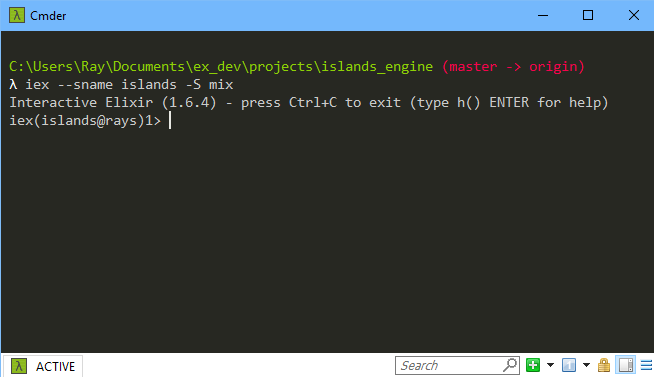 λ Cmder
C:\Users\Ray\Documents\ex_dev\projects\islands_engine (master -> origin)
λ iex --sname islands -S mix
Interactive Elixir (1.6.4) - press Ctrl+C to exit (type h() ENTER for help)
iex(islands@rays)1>
λ ACTIVE
Search